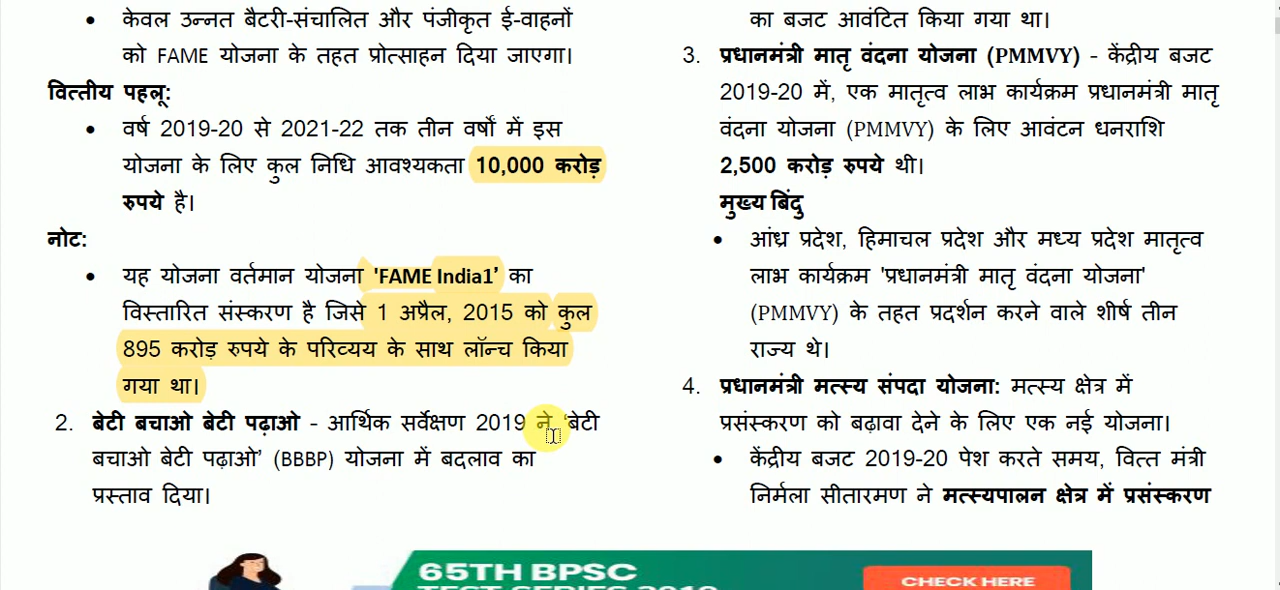 • केवल उन्नत बैटरी-संचालित और पंजीकृत ई-वाहनों
को FAME योजना के तहत प्रोत्साहन दिया जाएगा।
वित्तीय पहलू:
• वर्ष 2019-20 से 2021-22 तक तीन वर्षों में इस
योजना के लिए कुल निधि आवश्यकता 10,000 करोड़
रुपये है।
नोट:
• यह योजना वर्तमान योजना 'FAME India1’ का
विस्तारित संस्करण है जिसे 1 अप्रैल, 2015 को कुल
895 करोड़ रुपये के परिव्यय के साथ लॉन्च किया
गया था।
2. बेटी बचाओ बेटी पढ़ाओ - आर्थिक सर्वेक्षण 2019 ने ‘बेटी
बचाओ बेटी पढ़ाओ’ (BBBP) योजना में बदलाव का
प्रस्ताव दिया।
का बजट आवंटित किया गया था।
3. प्रधानमंत्री मातृ वंदना योजना (PMMVY) - केंद्रीय बजट
2019-20 में, एक मातृत्व लाभ कार्यक्रम प्रधानमंत्री मातृ
वंदना योजना (PMMVY) के लिए आवंटन धनराशि
2,500 करोड़ रुपये थी।
मुख्य बिंदु
• आंध्र प्रदेश, हिमाचल प्रदेश और मध्य प्रदेश मातृत्व
लाभ कार्यक्रम 'प्रधानमंत्री मातृ वंदना योजना'
(PMMVY) के तहत प्रदर्शन करने वाले शीर्ष तीन
राज्य थे।
4. प्रधानमंत्री मत्स्य संपदा योजना: मत्स्य क्षेत्र में
प्रसंस्करण को बढ़ावा देने के लिए एक नई योजना।
• केंद्रीय बजट 2019-20 पेश करते समय, वित्त मंत्री
निर्मला सीतारमण ने मत्स्यपालन क्षेत्र में प्रसंस्करण
65TH BPSC
TEST SERIES 2019
CHECK HERE